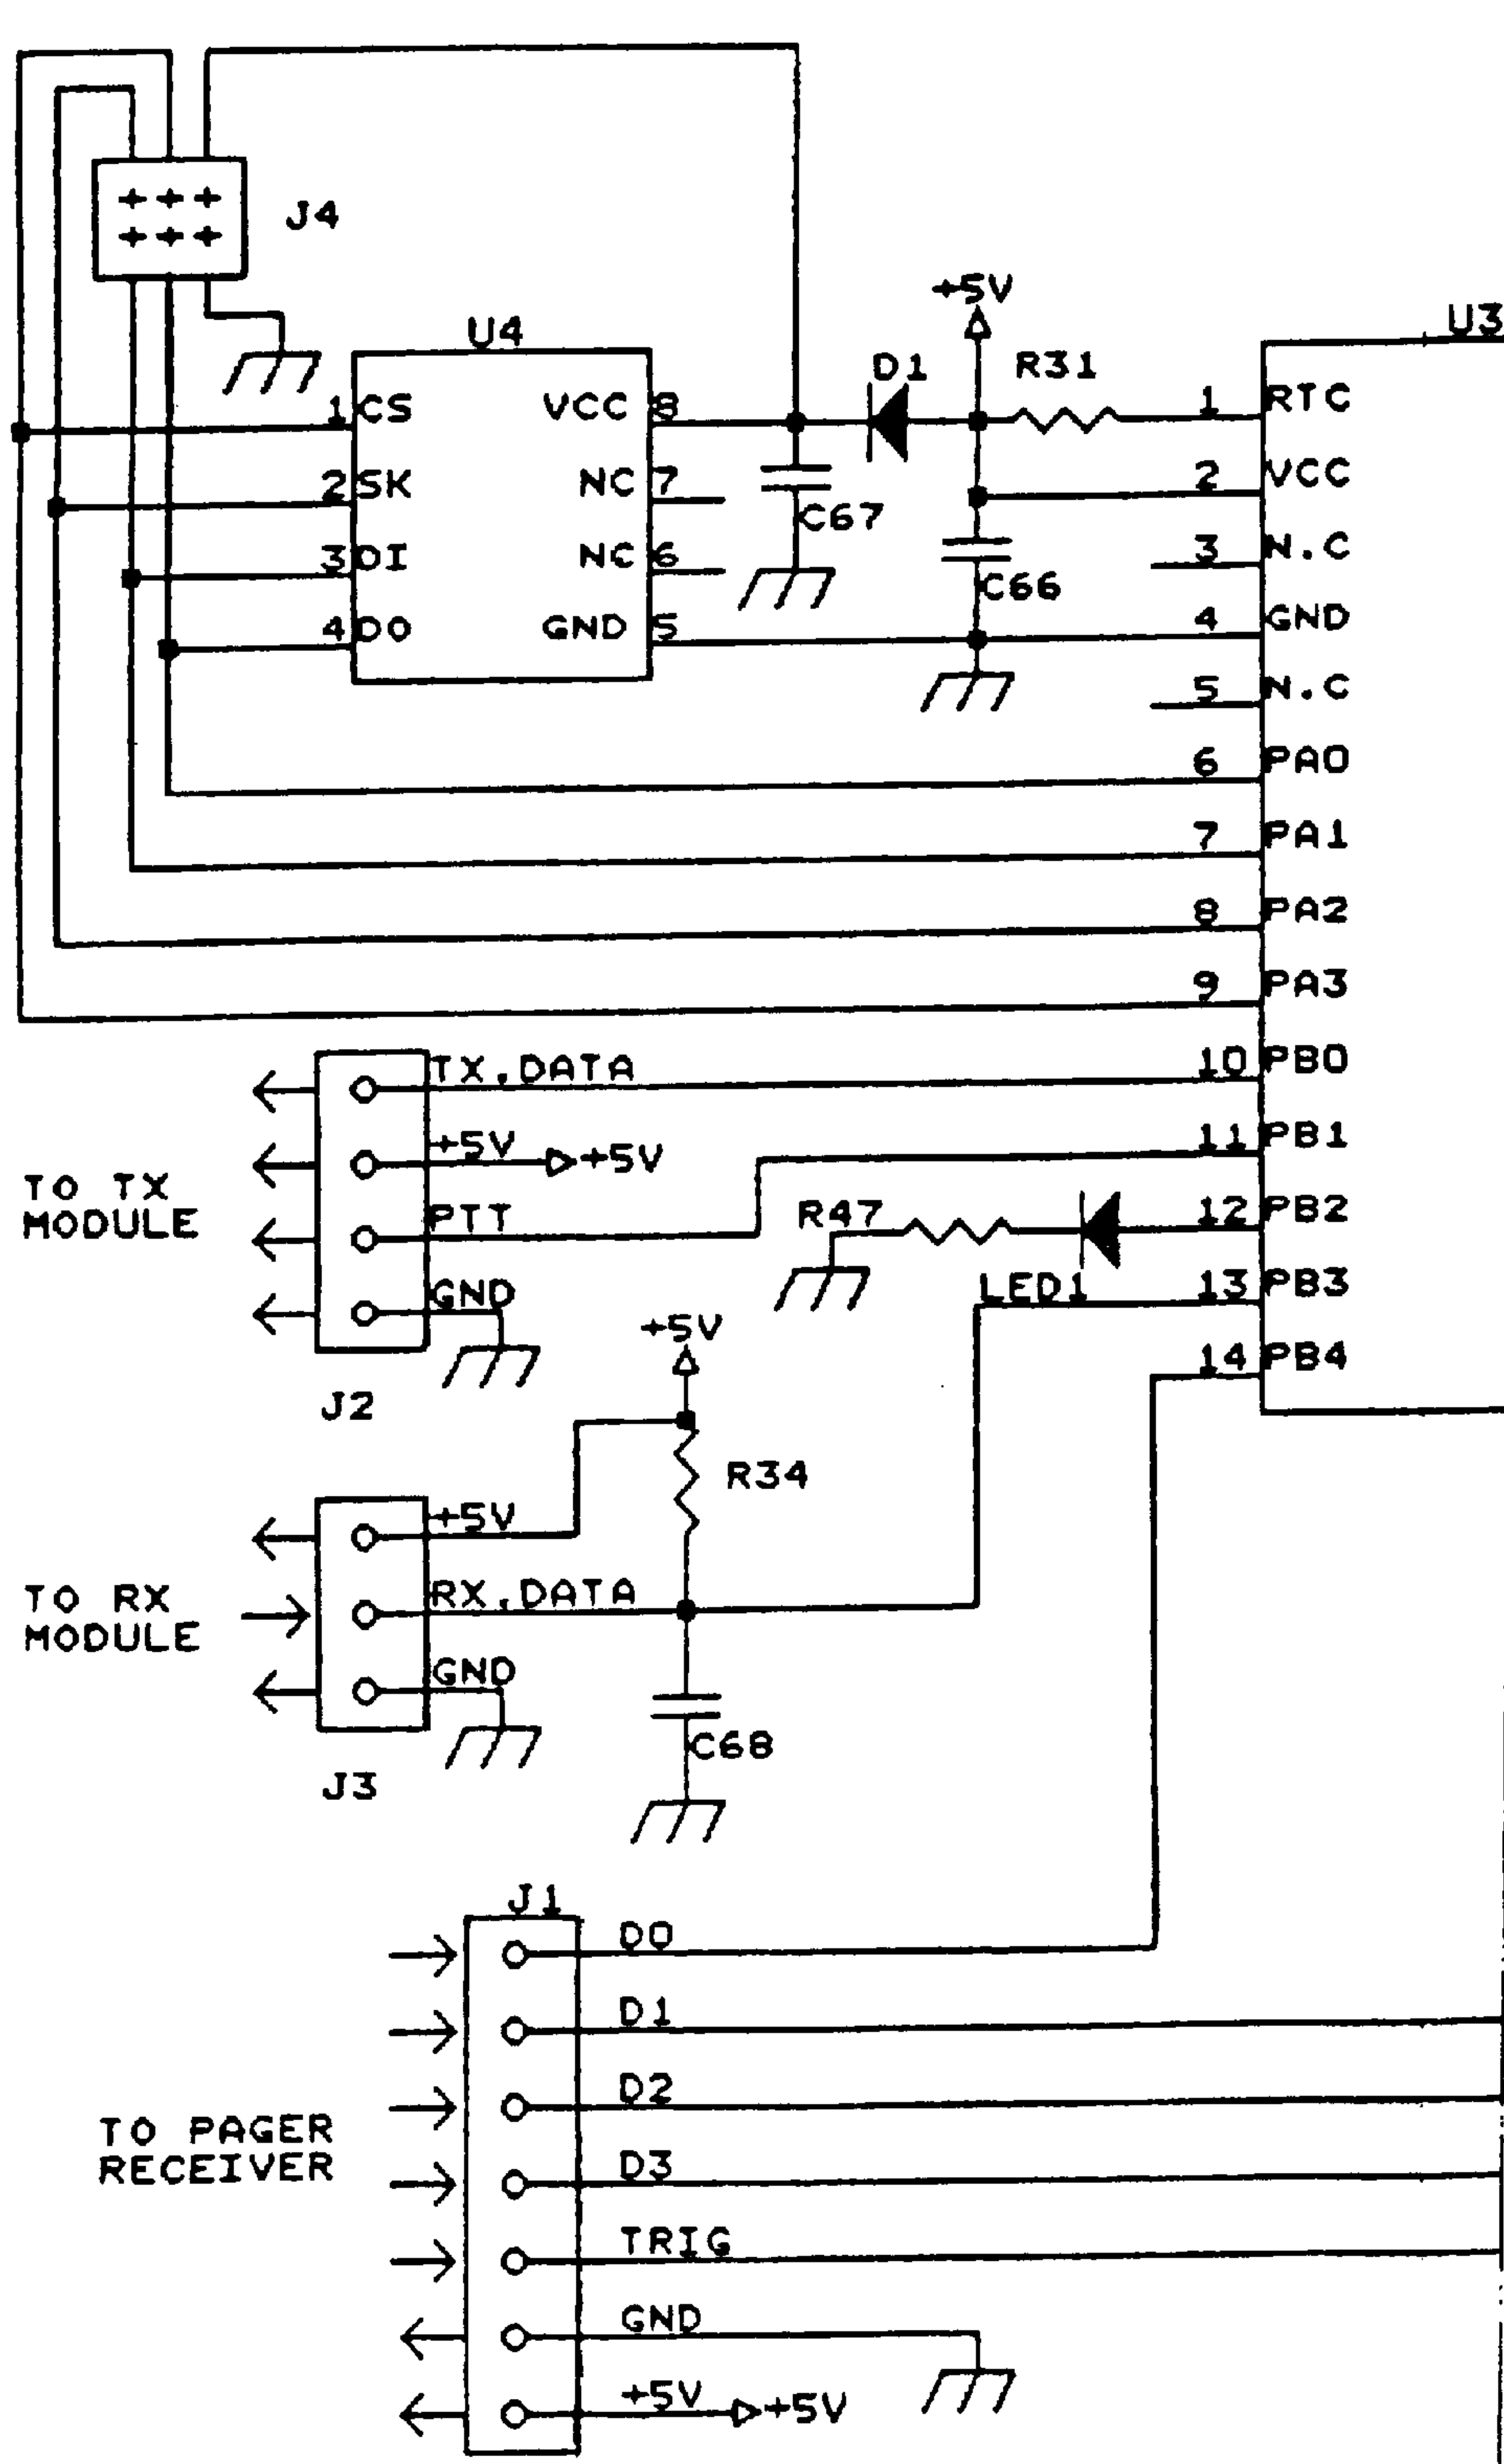 J4
+5V
U4
U3
D1
R31
1 CS
VCC 8
1 RTC
2 SK
NC 7
2 VCC
C67
3 DI
NC 6
3 N.C
C66
4 DO
GND 5
4 GND
5 N.C
6 PA0
7 PA1
8 PA2
9 PA3
TX.DATA
10 PB0
+5V
+5V
11 PB1
TO TX
MODULE
PTT
R47
12 PB2
GND
LED1
13 PB3
+5V
14 PB4
J2
R34
+5V
TO RX
MODULE
RX.DATA
GND
C68
J3
J1
D0
D1
D2
TO PAGER
RECEIVER
D3
TRIG
GND
+5V
+5V